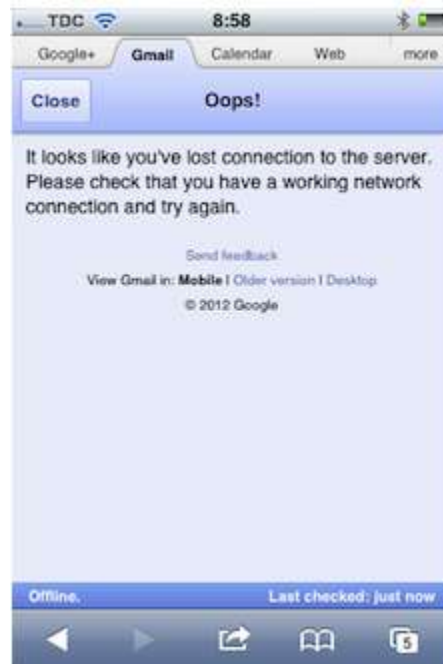 TDC 8:58
Google+ Gmail Calendar Web more
Close Oops!
It looks like you've lost connection to the server.
Please check that you have a working network
connection and try again.
Send feedback
View Gmail in: Mobile | Older version | Desktop
© 2012 Google
Offline. Last checked: just now
5